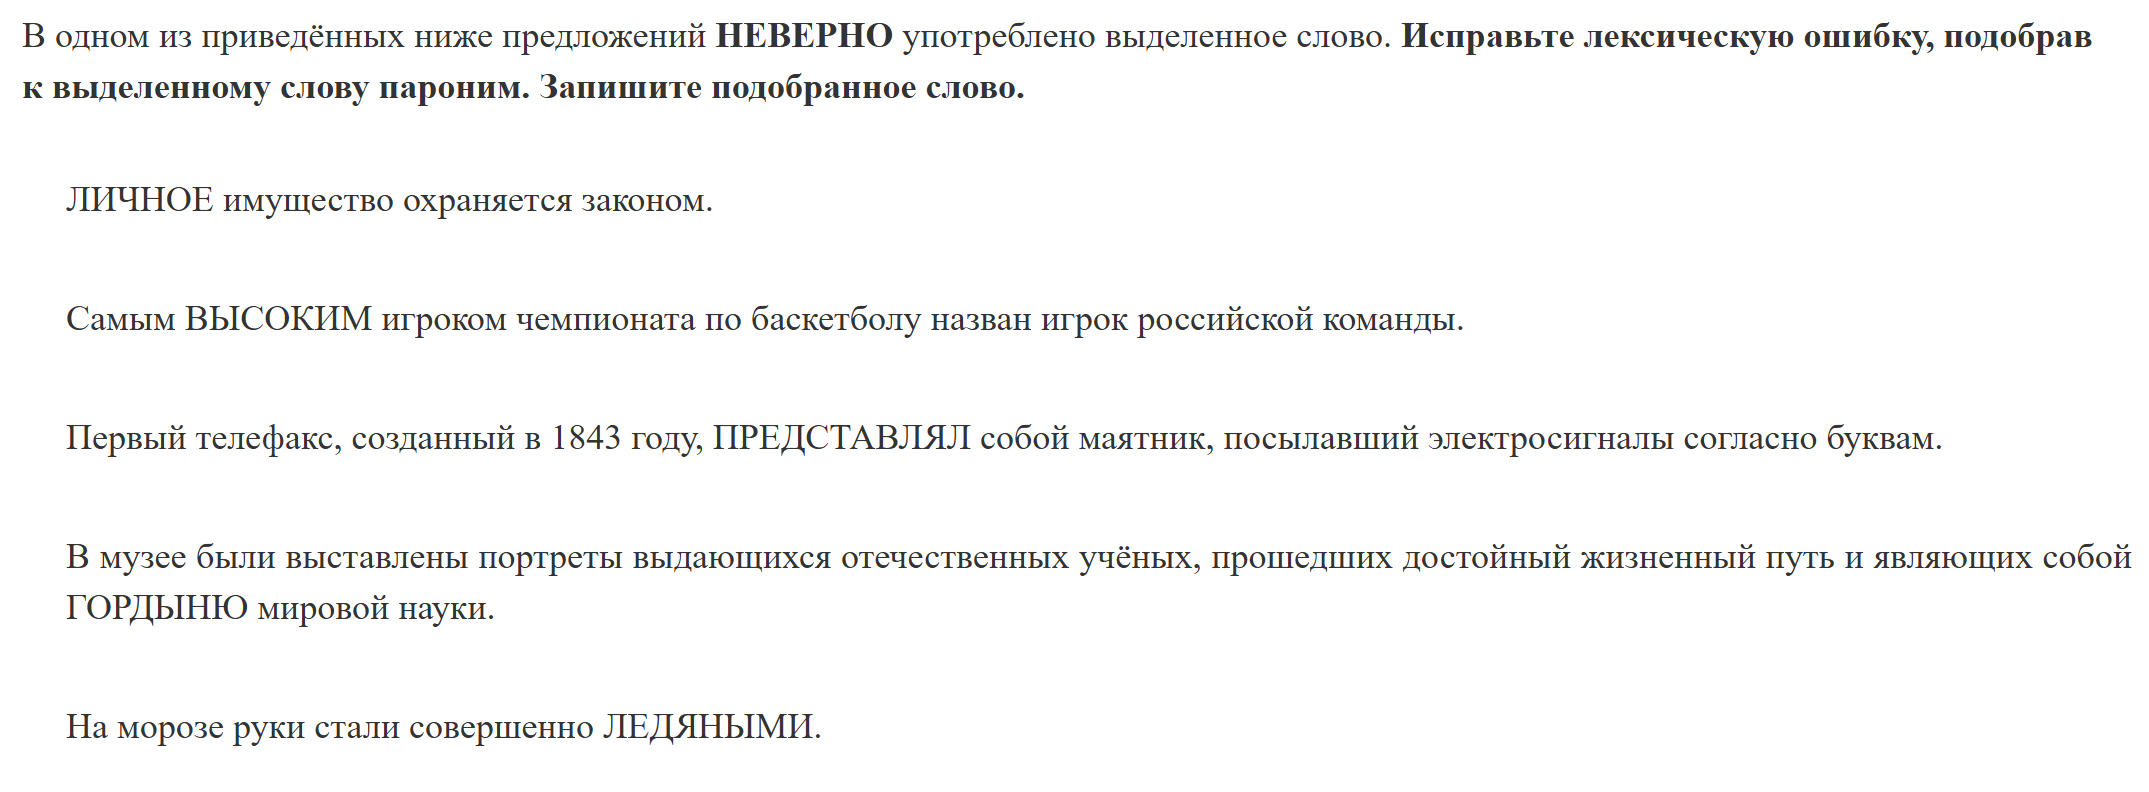 В одном из приведённых ниже предложений НЕВЕРНО употреблено выделенное слово. Исправьте лексическую ошибку, подобрав
к выделенному слову пароним. Запишите подобранное слово.
ЛИЧНОЕ имущество охраняется законом.
Самым ВЫСОКИМ игроком чемпионата по баскетболу назван игрок российской команды.
Первый телефакс, созданный в 1843 году, ПРЕДСТАВЛЯЛ собой маятник, посылавший электросигналы согласно буквам.
В музее были выставлены портреты выдающихся отечественных учёных, прошедших достойный жизненный путь и являющих собой
ГОРДЫНЮ мировой науки.
На морозе руки стали совершенно ЛЕДЯНЫМИ.